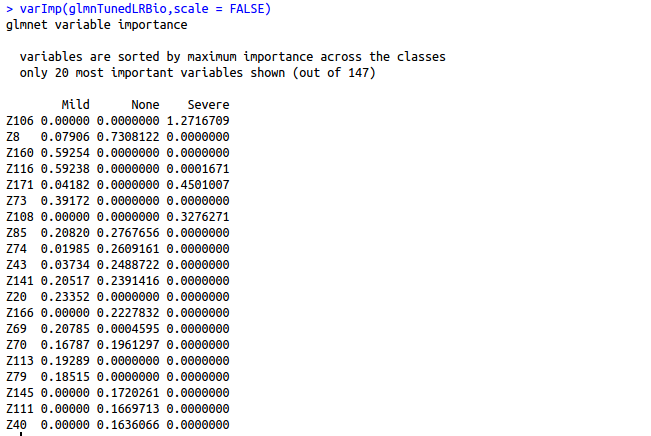 > varImp(glmnTunedLRBio,scale = FALSE)
glmnet variable importance
variables are sorted by maximum importance across the classes
only 20 most important variables shown (out of 147)
Mild None Severe
Z106 0.00000 0.0000000 1.2716709
Z8 0.07906 0.7308122 0.0000000
Z160 0.59254 0.0000000 0.0000000
Z116 0.59238 0.0000000 0.0001671
Z171 0.04182 0.0000000 0.4501007
Z73 0.39172 0.0000000 0.0000000
Z108 0.00000 0.0000000 0.3276271
Z85 0.20820 0.2767656 0.0000000
Z74 0.01985 0.2609161 0.0000000
Z43 0.03734 0.2488722 0.0000000
Z141 0.20517 0.2391416 0.0000000
Z20 0.23352 0.0000000 0.0000000
Z166 0.00000 0.2227832 0.0000000
Z69 0.20785 0.0004595 0.0000000
Z70 0.16787 0.1961297 0.0000000
Z113 0.19289 0.0000000 0.0000000
Z79 0.18515 0.0000000 0.0000000
Z145 0.00000 0.1720261 0.0000000
Z111 0.00000 0.1669713 0.0000000
Z40 0.00000 0.1636066 0.0000000